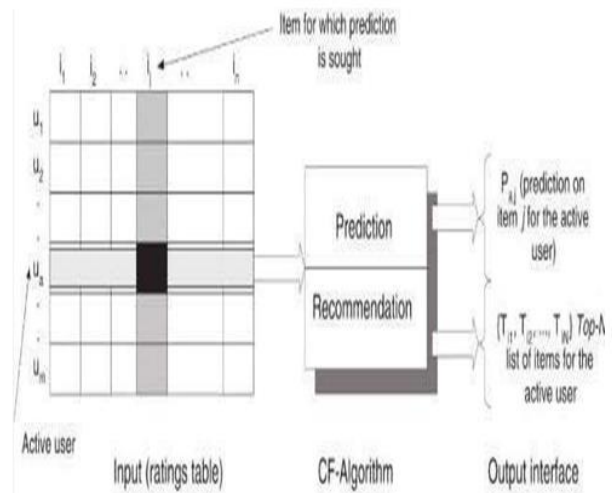 Item for which prediction
is sought
i1 i2 .. ij .. in
u1
u2
.
.
ua
.
.
um
Active user
Input (ratings table)
Prediction
Recommendation
CF-Algorithm
Pa,j (prediction on
item j for the active
user)
(Ti1, Ti2, ..., TiN) Top-N
list of items for the
active user
Output interface